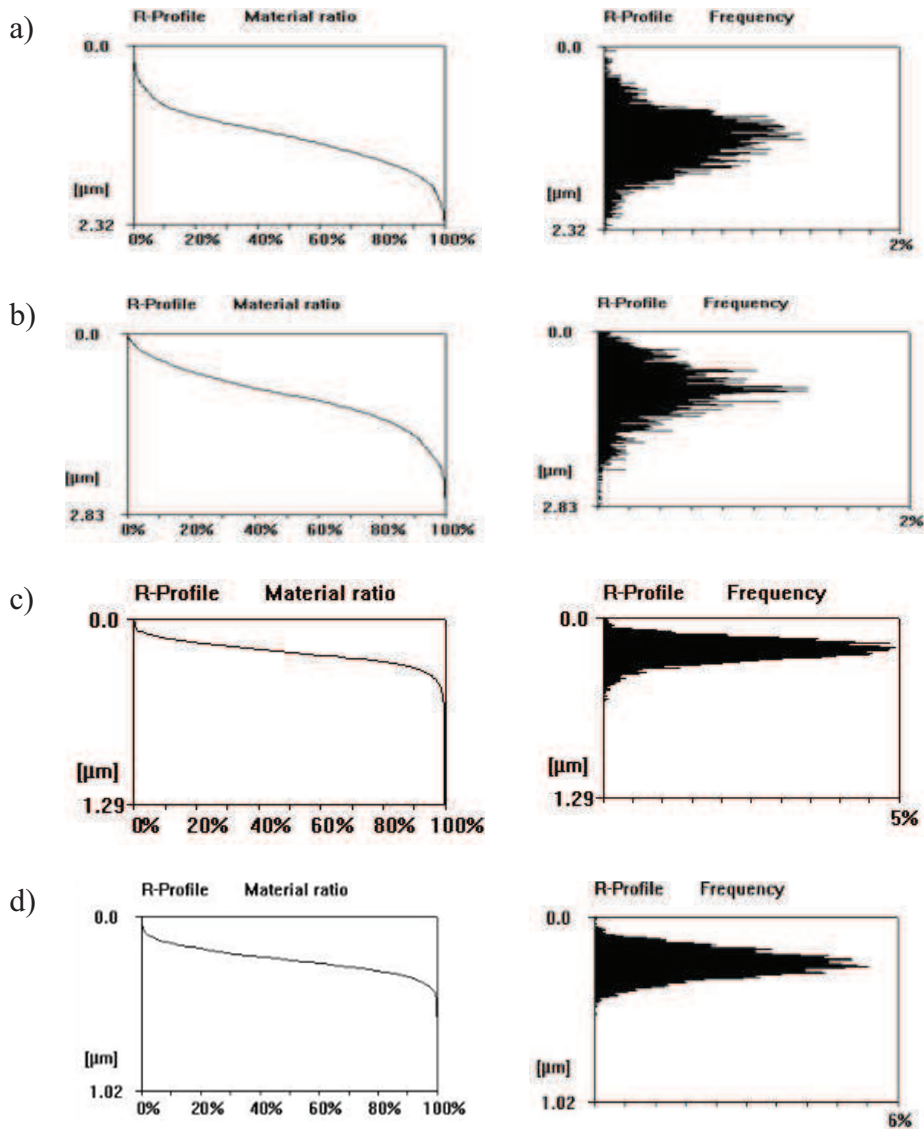 a)
R-Profile Material ratio
0.0
[µm]
2.32
0% 20% 40% 60% 80% 100%
R-Profile Frequency
0.0
[µm]
2.32
2%
b)
R-Profile Material ratio
0.0
[µm]
2.83
0% 20% 40% 60% 80% 100%
R-Profile Frequency
0.0
[µm]
2.83
2%
c)
R-Profile Material ratio
0.0
[µm]
1.29
0% 20% 40% 60% 80% 100%
R-Profile Frequency
0.0
[µm]
1.29
5%
d)
R-Profile Material ratio
0.0
[µm]
1.02
0% 20% 40% 60% 80% 100%
R-Profile Frequency
0.0
[µm]
1.02
6%